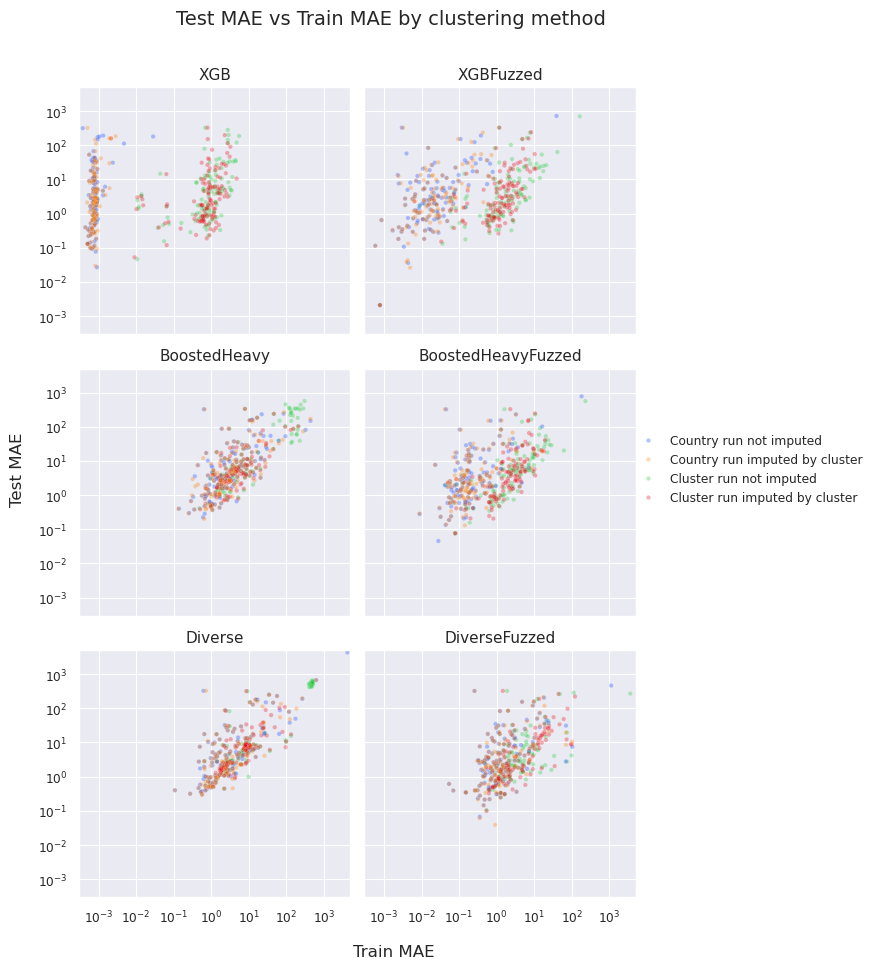 Test MAE vs Train MAE by clustering method
XGB
XGBFuzzed
10³
10²
10¹
10⁰
10⁻¹
10⁻²
10⁻³
BoostedHeavy
BoostedHeavyFuzzed
10³
10²
10¹
10⁰
10⁻¹
10⁻²
10⁻³
Test MAE
Country run not imputed
Country run imputed by cluster
Cluster run not imputed
Cluster run imputed by cluster
Diverse
DiverseFuzzed
10³
10²
10¹
10⁰
10⁻¹
10⁻²
10⁻³
10⁻³ 10⁻² 10⁻¹ 10⁰ 10¹ 10² 10³
10⁻³ 10⁻² 10⁻¹ 10⁰ 10¹ 10² 10³
Train MAE